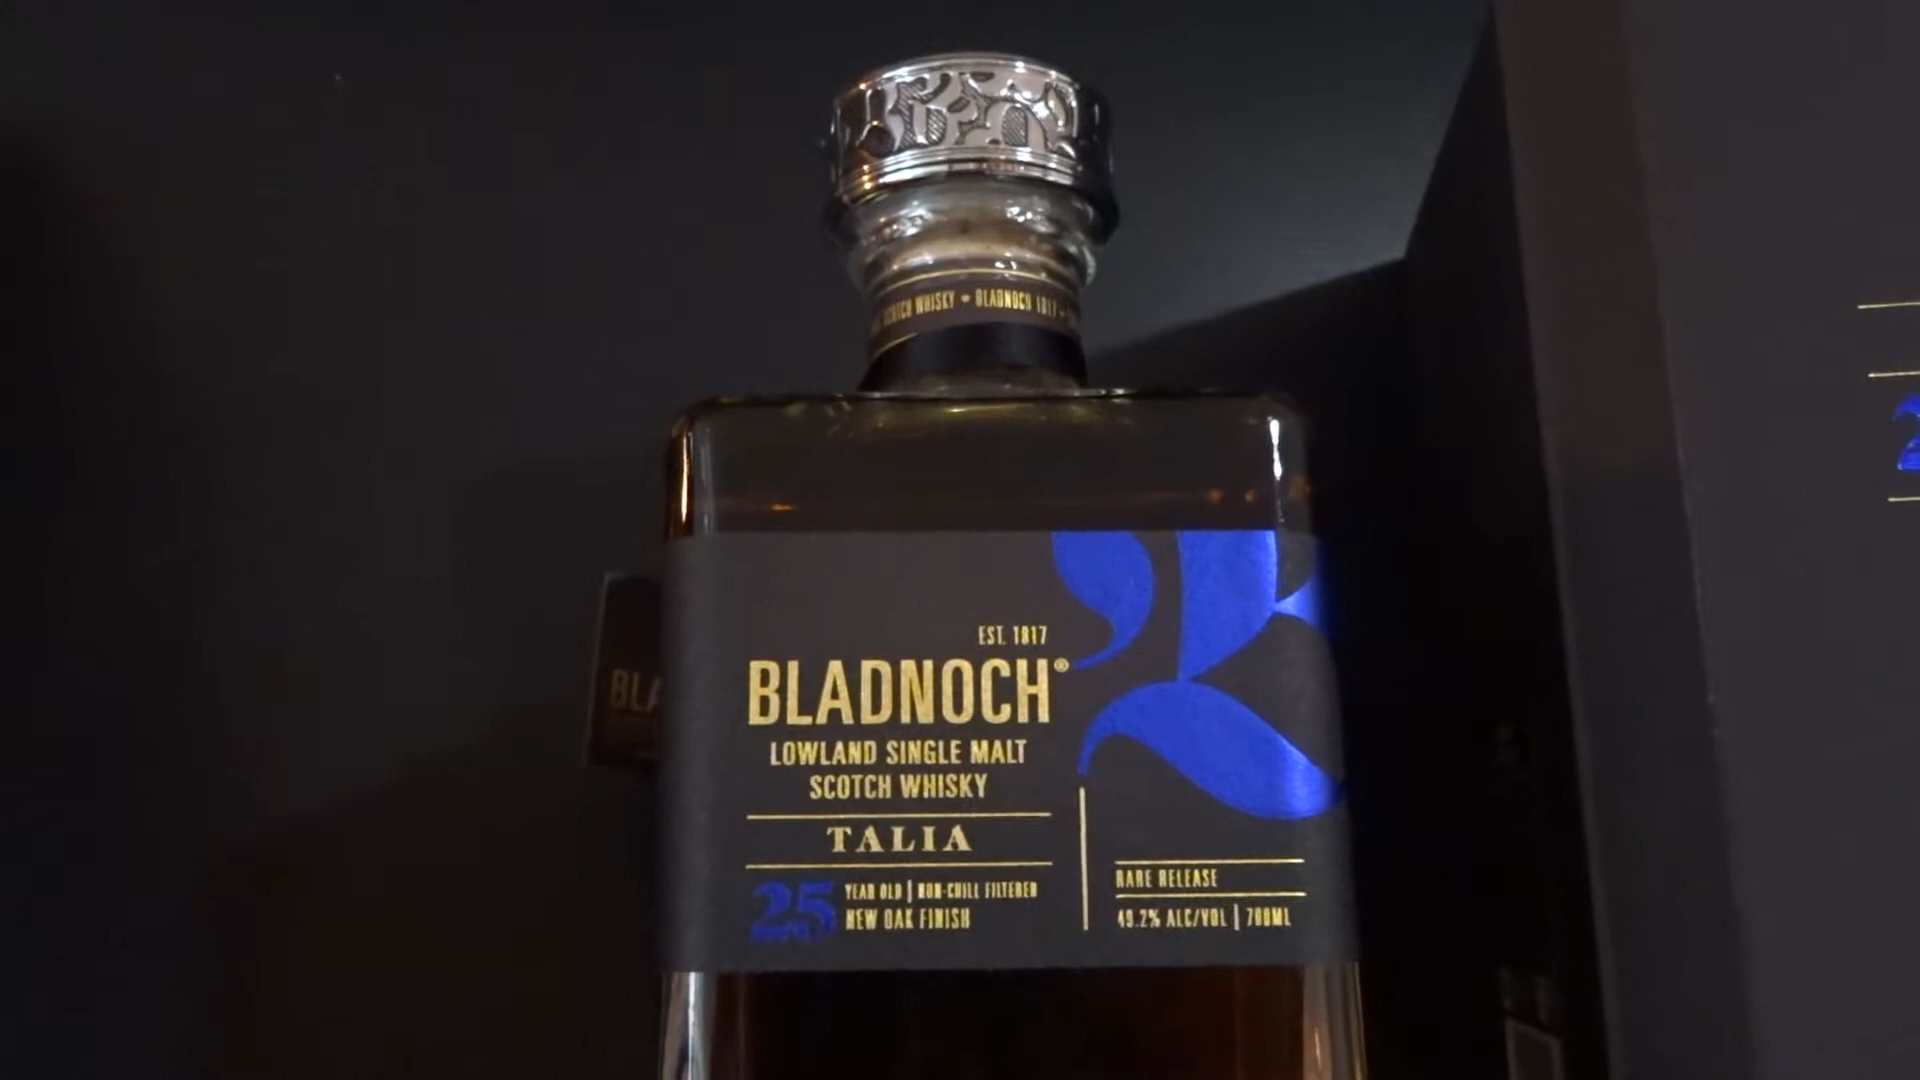 SCOTCH WHISKY • BLADNOCH 1817 •
EST. 1817
BLADNOCH®
LOWLAND SINGLE MALT
SCOTCH WHISKY
TALIA
25 YEAR OLD | NON-CHILL FILTERED
NEW OAK FINISH
RARE RELEASE
49.2% ALC/VOL | 700ML
BLA
2